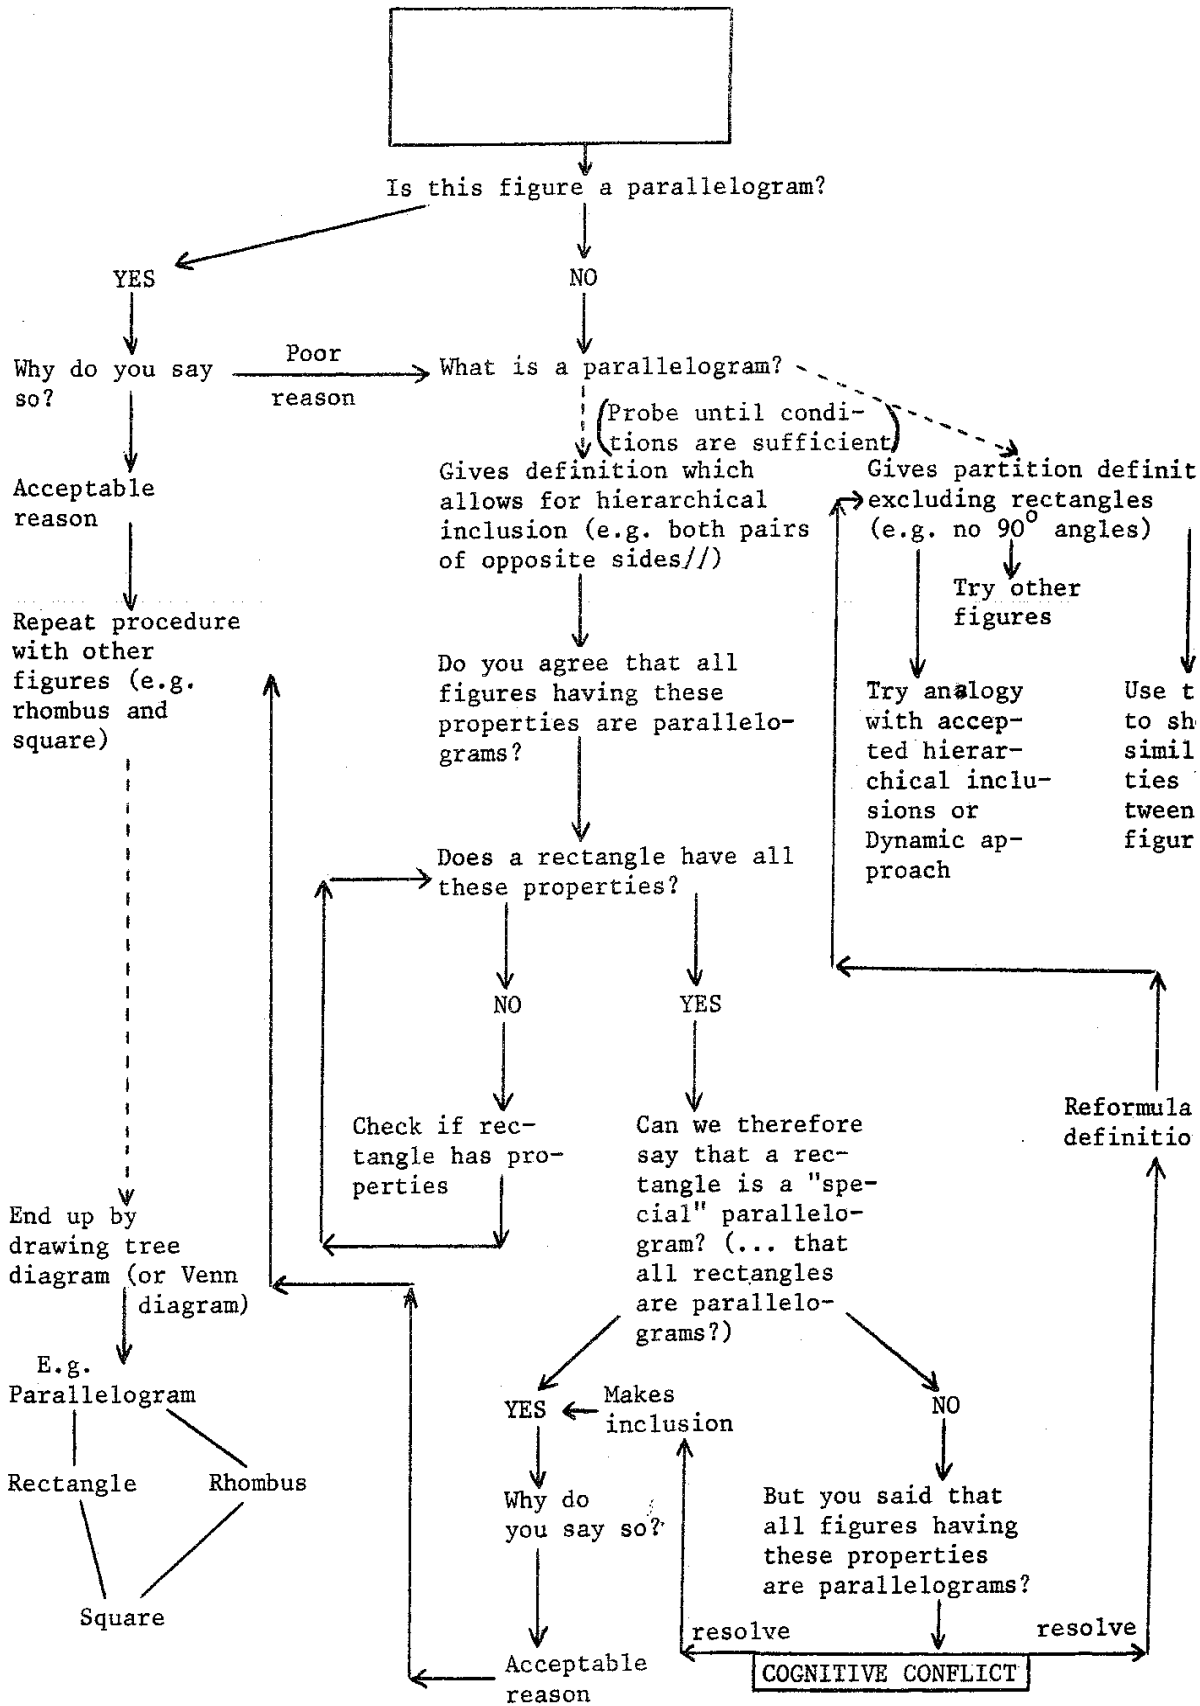 Is this figure a parallelogram?
YES
NO
Why do you say
so?
Poor
reason
What is a parallelogram?
(Probe until condi-
tions are sufficient)
Acceptable
reason
Gives definition which
allows for hierarchical
inclusion (e.g. both pairs
of opposite sides//)
Gives partition definit
excluding rectangles
(e.g. no 90° angles)
Try other
figures
Repeat procedure
with other
figures (e.g.
rhombus and
square)
Do you agree that all
figures having these
properties are parallelo-
grams?
Try analogy
with accep-
ted hierar-
chical inclu-
sions or
Dynamic ap-
proach
Use t
to sh
simil
ties
tween
figur
Does a rectangle have all
these properties?
NO
YES
Check if rec-
tangle has pro-
perties
Can we therefore
say that a rec-
tangle is a "spe-
cial" parallelo-
gram? (... that
all rectangles
are parallelo-
grams?)
Reformula
definitio
End up by
drawing tree
diagram (or Venn
diagram)
E.g.
Parallelogram
Rectangle
Rhombus
Square
YES
Makes
inclusion
NO
Why do
you say so?
But you said that
all figures having
these properties
are parallelograms?
resolve
resolve
Acceptable
reason
COGNITIVE CONFLICT